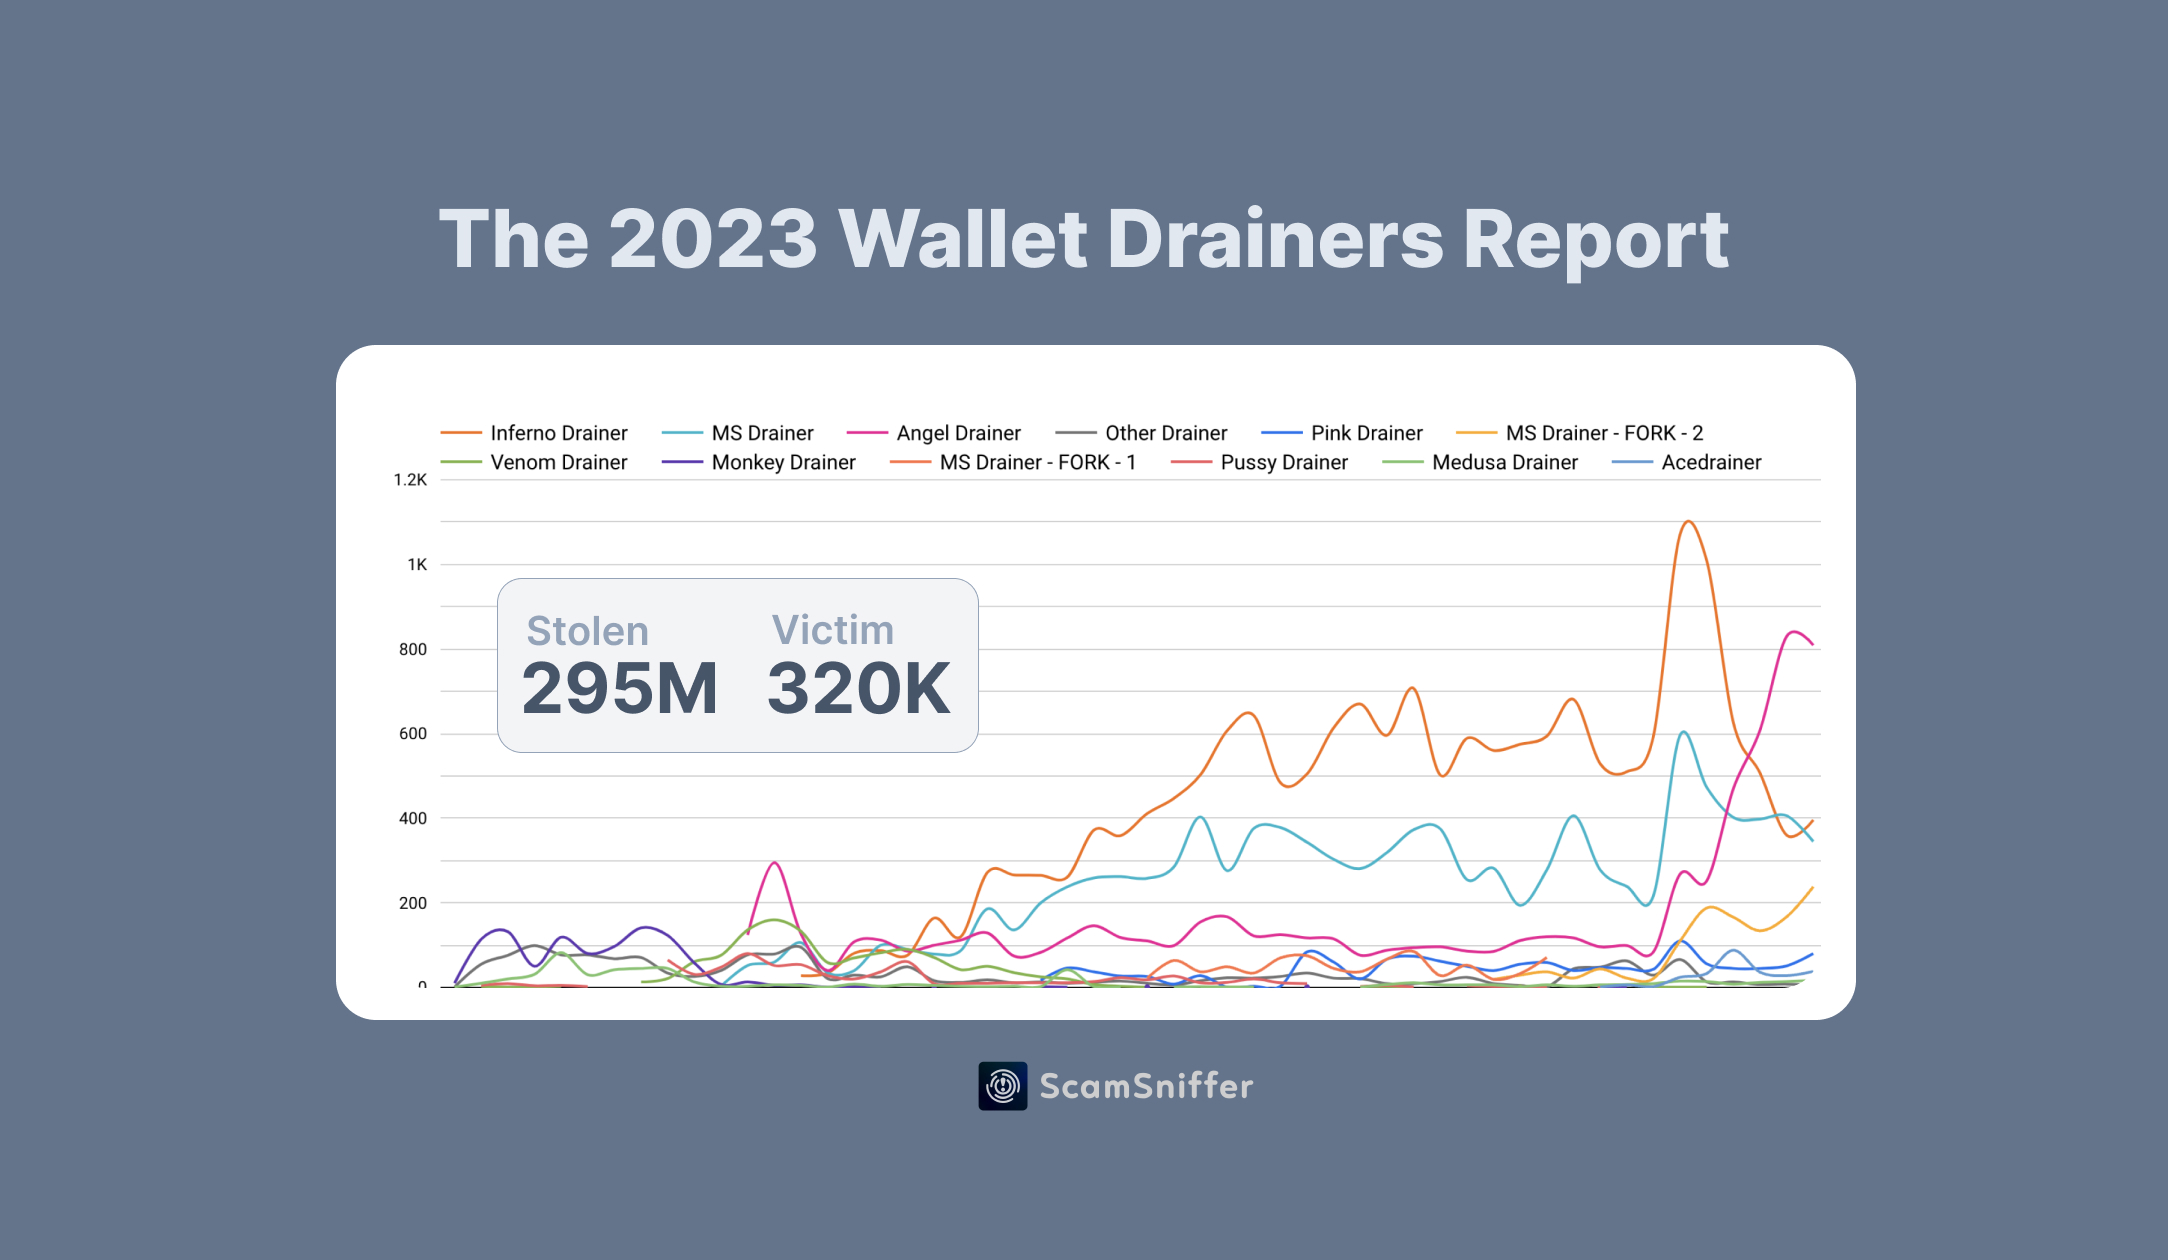 The 2023 Wallet Drainers Report
Inferno Drainer MS Drainer Angel Drainer Other Drainer Pink Drainer MS Drainer - FORK - 2
Venom Drainer Monkey Drainer MS Drainer - FORK - 1 Pussy Drainer Medusa Drainer Acedrainer
1.2K
1K
Stolen Victim
800
295M 320K
600
400
200
0
ScamSniffer